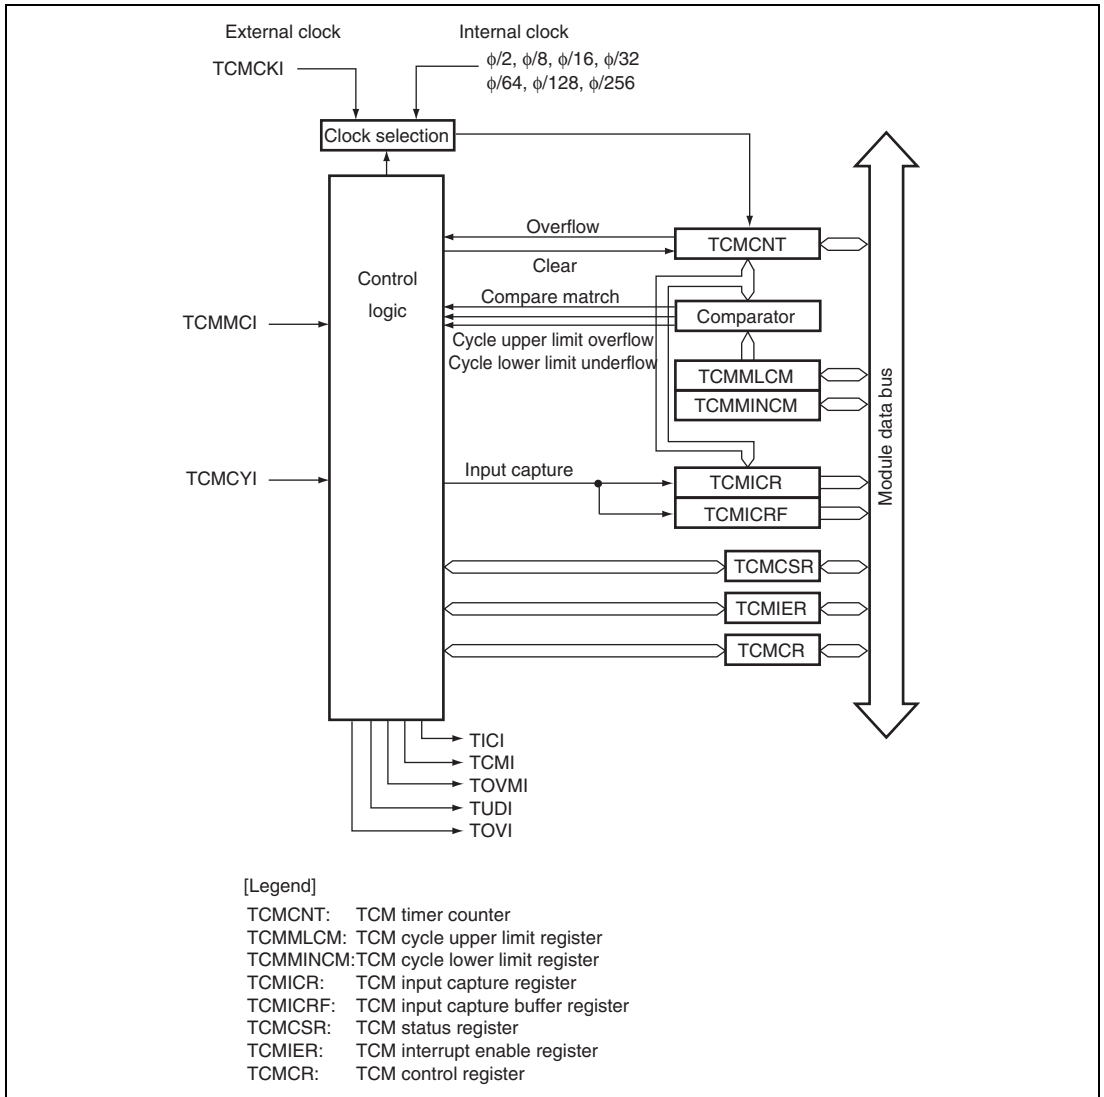 External clock
Internal clock
TCMCKI
ϕ/2, ϕ/8, ϕ/16, ϕ/32
ϕ/64, ϕ/128, ϕ/256
Clock selection
Overflow
TCMCNT
Clear
Control
logic
Compare matrch
Comparator
TCMMCI
Cycle upper limit overflow
Cycle lower limit underflow
TCMMLCM
TCMMINCM
Module data bus
TCMCYI
Input capture
TCMICR
TCMICRF
TCMCSR
TCMIER
TCMCR
TICI
TCMI
TOVMI
TUDI
TOVI
[Legend]
TCMCNT: TCM timer counter
TCMMLCM: TCM cycle upper limit register
TCMMINCM:TCM cycle lower limit register
TCMICR: TCM input capture register
TCMICRF: TCM input capture buffer register
TCMCSR: TCM status register
TCMIER: TCM interrupt enable register
TCMCR: TCM control register